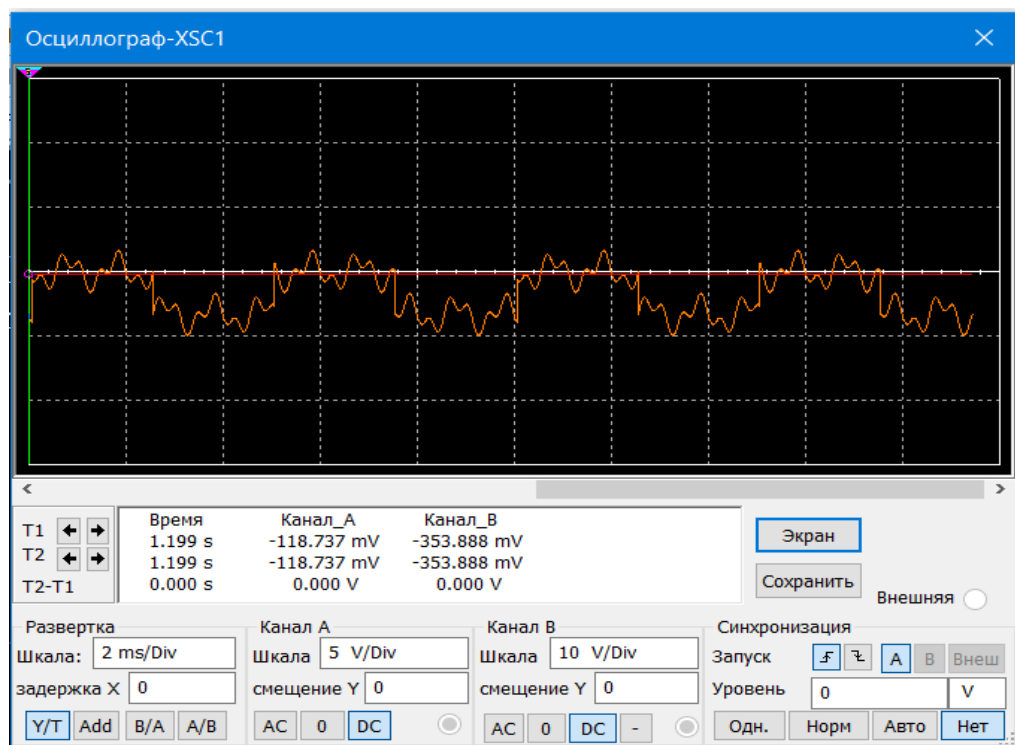 Осциллограф-XSC1
Время Канал_A Канал_B
T1 1.199 s -118.737 mV -353.888 mV
T2 1.199 s -118.737 mV -353.888 mV
T2-T1 0.000 s 0.000 V 0.000 V
Экран
Сохранить
Внешняя
Развертка
Шкала: 2 ms/Div
задержка X 0
Y/T Add B/A A/B
Канал A
Шкала 5 V/Div
смещение Y 0
AC 0 DC
Канал B
Шкала 10 V/Div
смещение Y 0
AC 0 DC -
Синхронизация
Запуск A B Внеш
Уровень 0 V
Одн. Норм Авто Нет